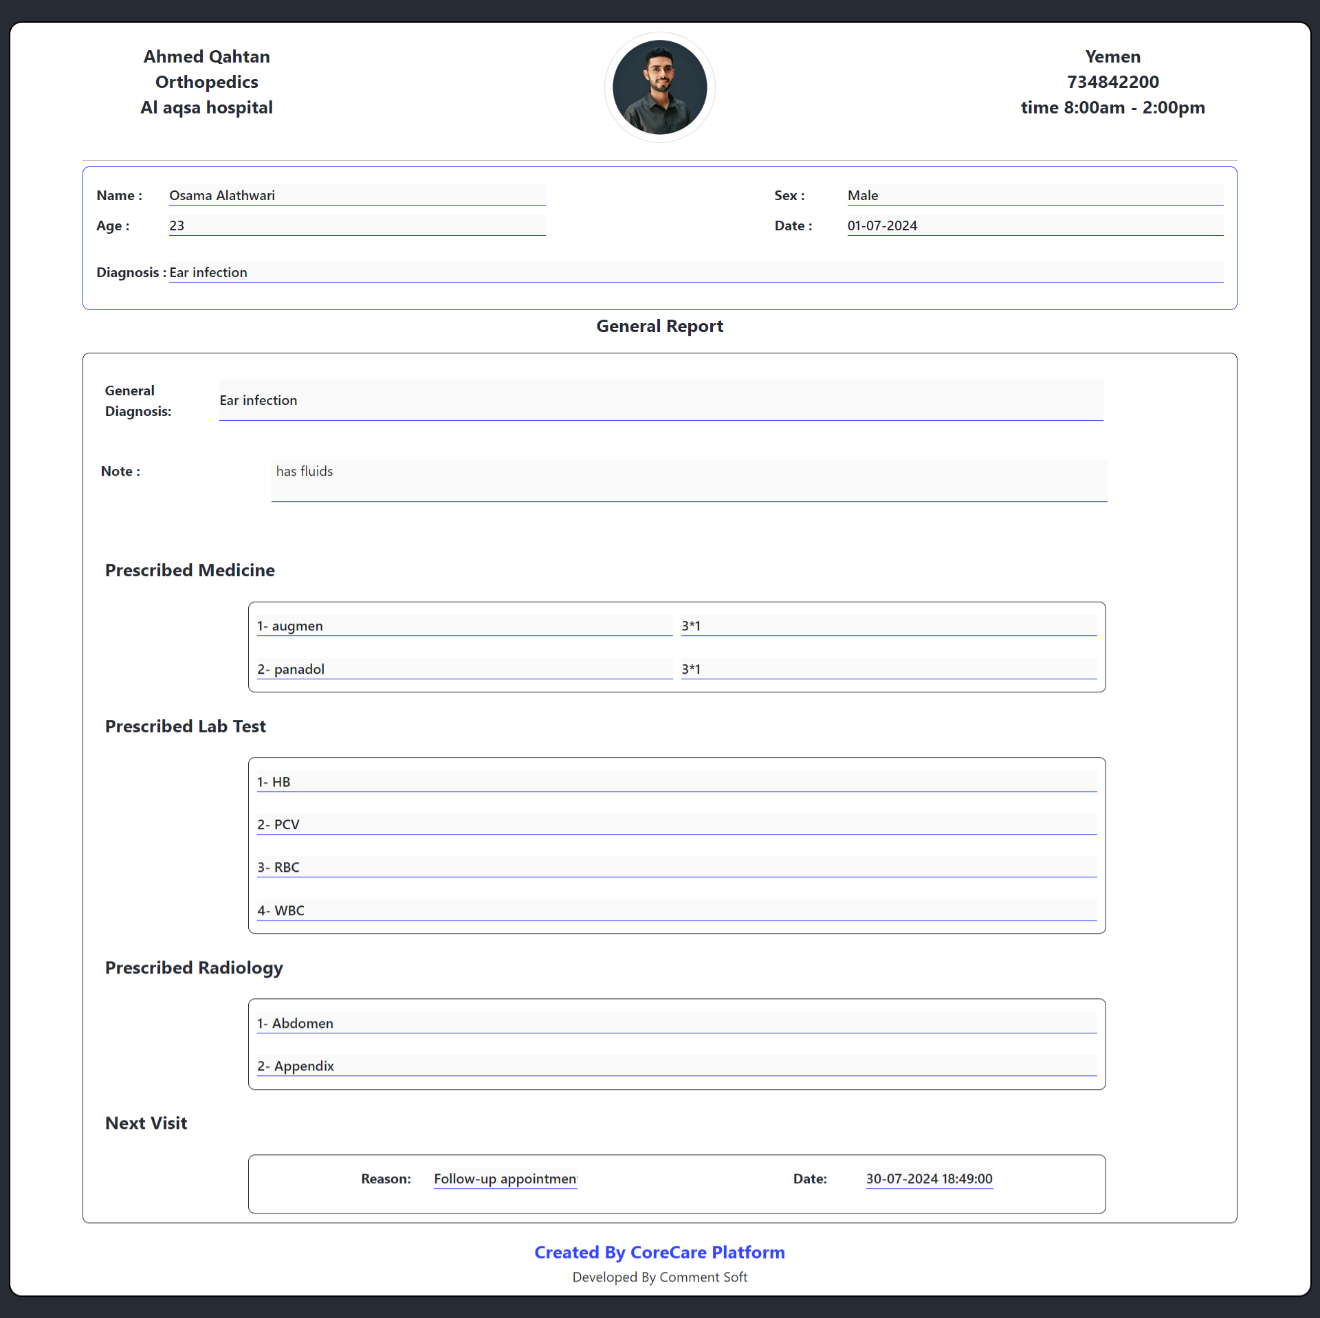 Ahmed Qahtan
Orthopedics
Al aqsa hospital
Yemen
734842200
time 8:00am - 2:00pm
Name : Osama Alathwari
Sex : Male
Age : 23
Date : 01-07-2024
Diagnosis : Ear infection
General Report
General
Diagnosis:
Ear infection
Note : has fluids
Prescribed Medicine
1- augmen 3*1
2- panadol 3*1
Prescribed Lab Test
1- HB
2- PCV
3- RBC
4- WBC
Prescribed Radiology
1- Abdomen
2- Appendix
Next Visit
Reason: Follow-up appointmen Date: 30-07-2024 18:49:00
Created By CoreCare Platform
Developed By Comment Soft